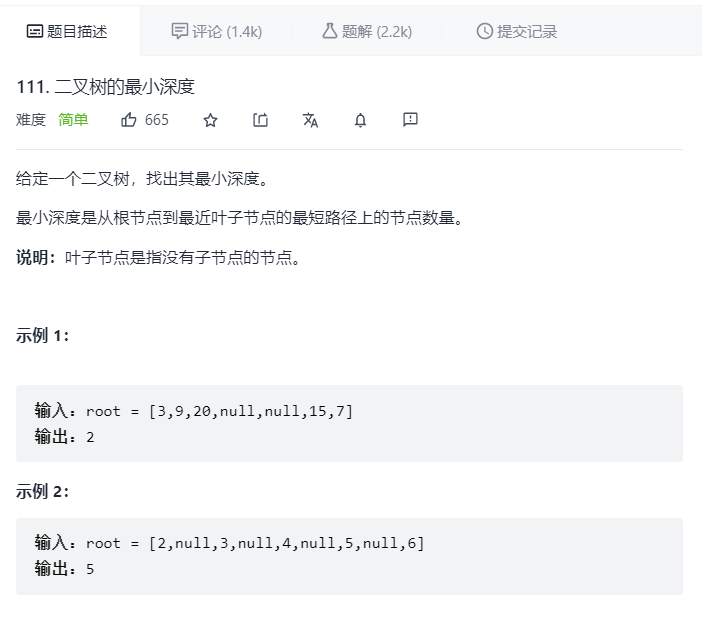 题目描述 评论 (1.4k) 题解 (2.2k) 提交记录
111. 二叉树的最小深度
难度 简单 665
给定一个二叉树，找出其最小深度。
最小深度是从根节点到最近叶子节点的最短路径上的节点数量。
说明：叶子节点是指没有子节点的节点。
示例 1：
输入：root = [3,9,20,null,null,15,7]
输出：2
示例 2：
输入：root = [2,null,3,null,4,null,5,null,6]
输出：5